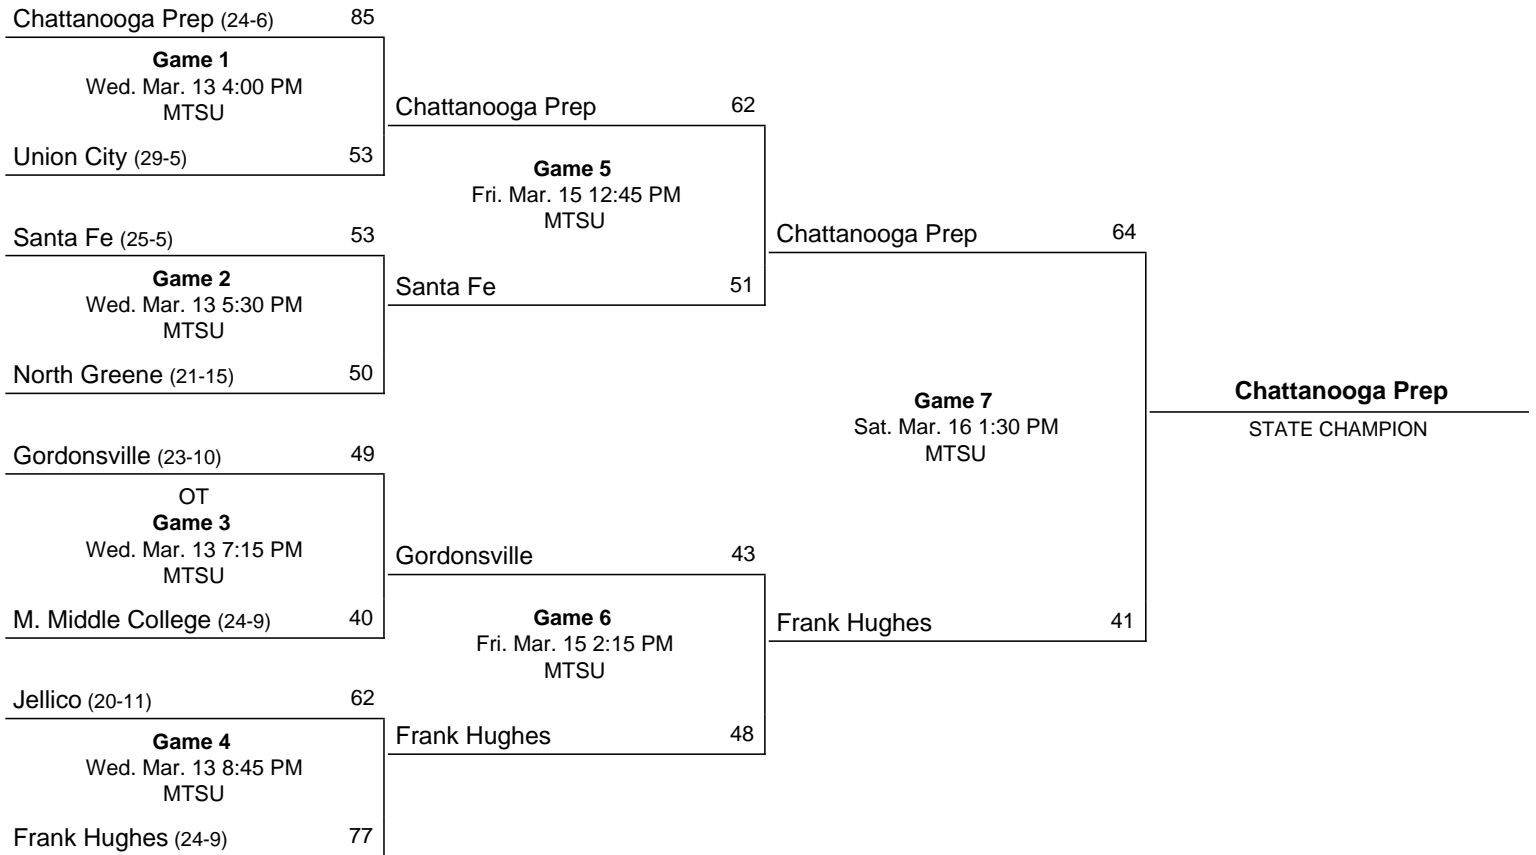 Chattanooga Prep (24-6) 85
Game 1
Wed. Mar. 13 4:00 PM
MTSU
Union City (29-5) 53
Santa Fe (25-5) 53
Game 2
Wed. Mar. 13 5:30 PM
MTSU
North Greene (21-15) 50
Gordonsville (23-10) 49
OT
Game 3
Wed. Mar. 13 7:15 PM
MTSU
M. Middle College (24-9) 40
Jellico (20-11) 62
Game 4
Wed. Mar. 13 8:45 PM
MTSU
Frank Hughes (24-9) 77
Chattanooga Prep 62
Game 5
Fri. Mar. 15 12:45 PM
MTSU
Santa Fe 51
Gordonsville 43
Game 6
Fri. Mar. 15 2:15 PM
MTSU
Frank Hughes 48
Chattanooga Prep 64
Game 7
Sat. Mar. 16 1:30 PM
MTSU
Frank Hughes 41
Chattanooga Prep
STATE CHAMPION